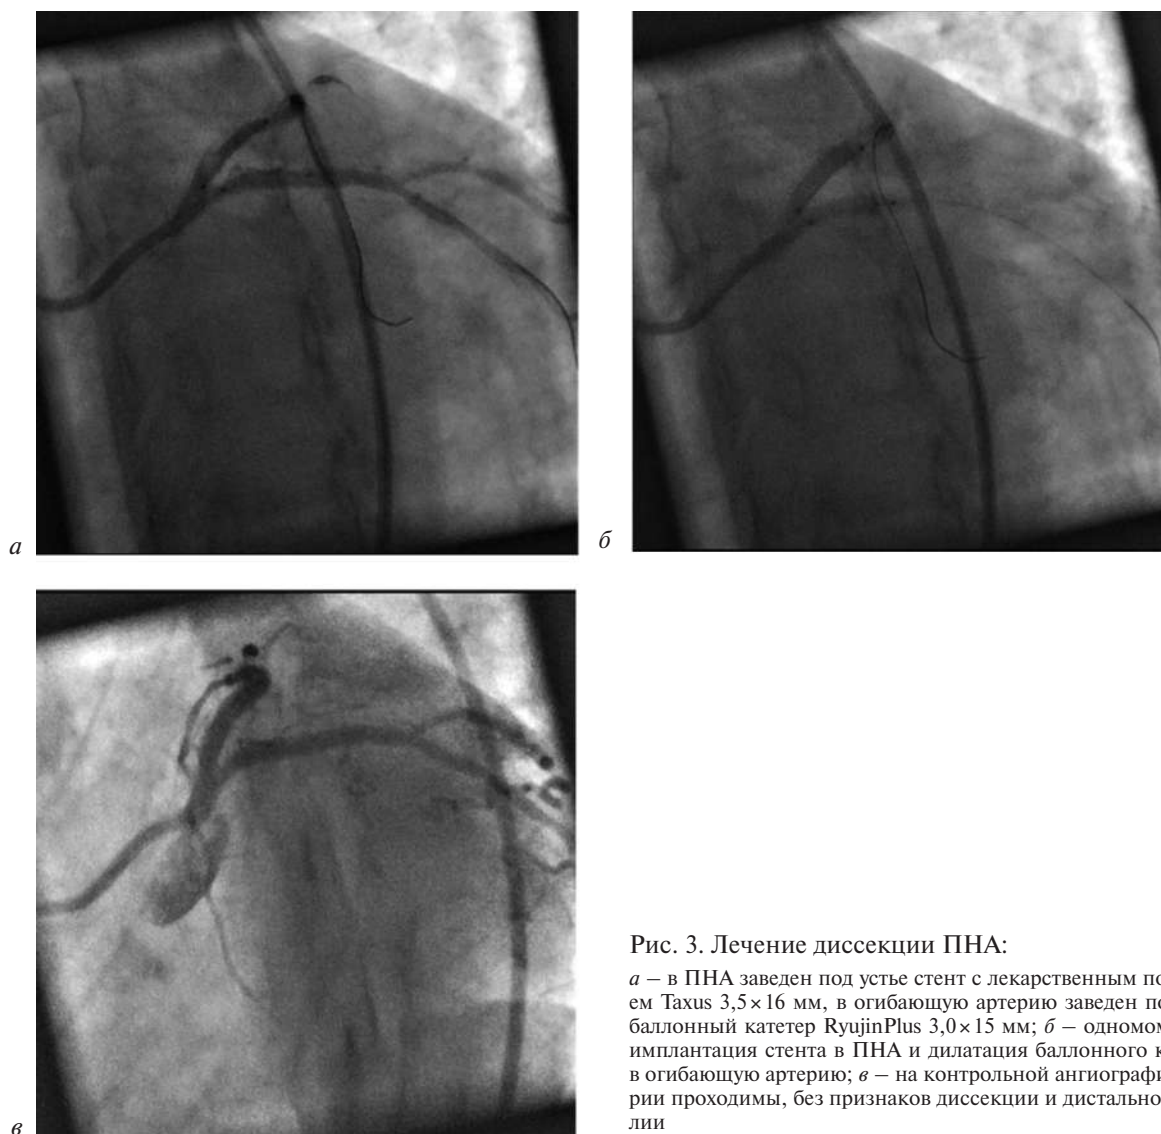 а
б
в
Рис. 3. Лечение диссекции ПНА:
а – в ПНА заведен под устье стент с лекарственным по
ем Taxus 3,5×16 мм, в огибающую артерию заведен по
баллонный катетер RyujinPlus 3,0×15 мм; б – одномом
имплантация стента в ПНА и дилатация баллонного к
в огибающую артерию; в – на контрольной ангиографи
рии проходимы, без признаков диссекции и дистально
лии